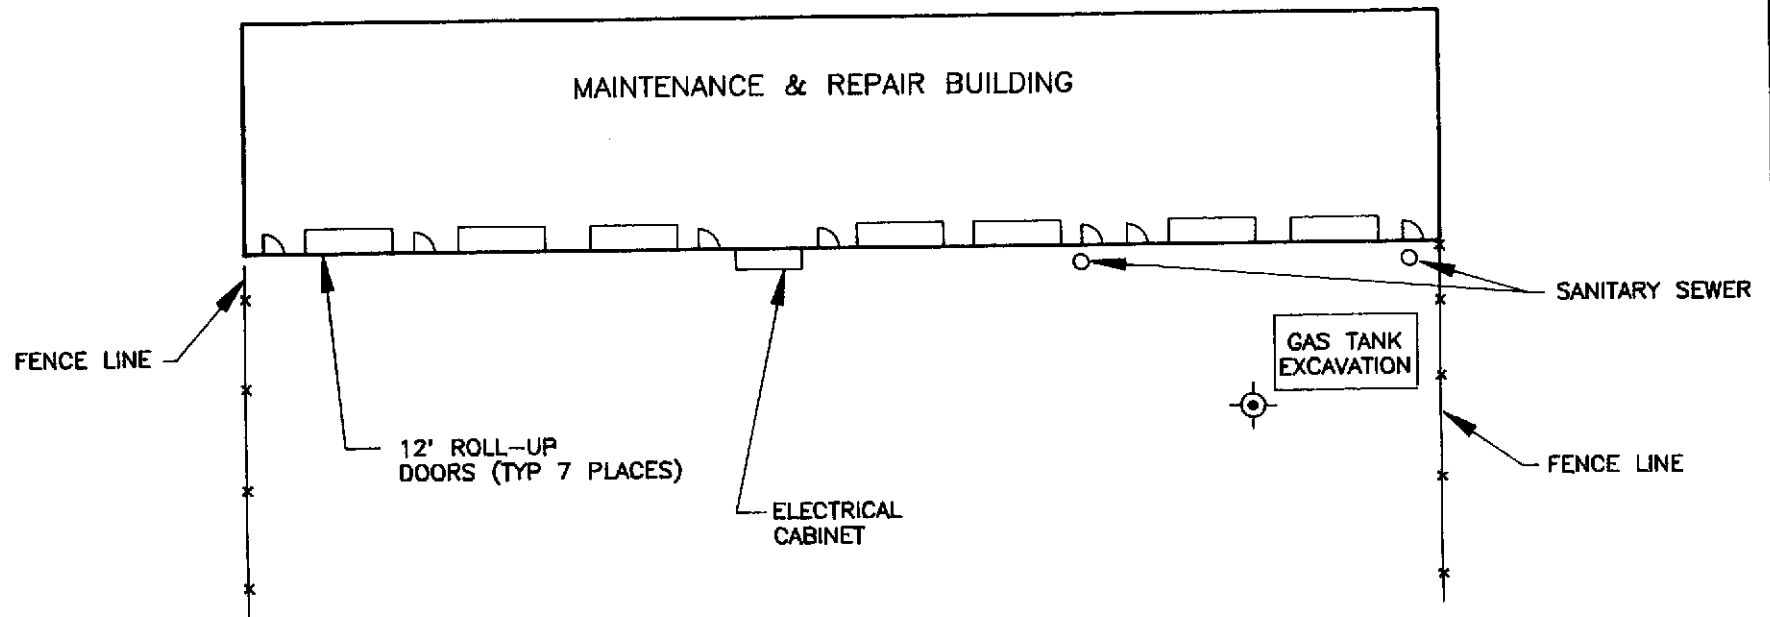 MAINTENANCE & REPAIR BUILDING
SANITARY SEWER
GAS TANK
EXCAVATION
FENCE LINE
12' ROLL-UP
DOORS (TYP 7 PLACES)
FENCE LINE
ELECTRICAL
CABINET